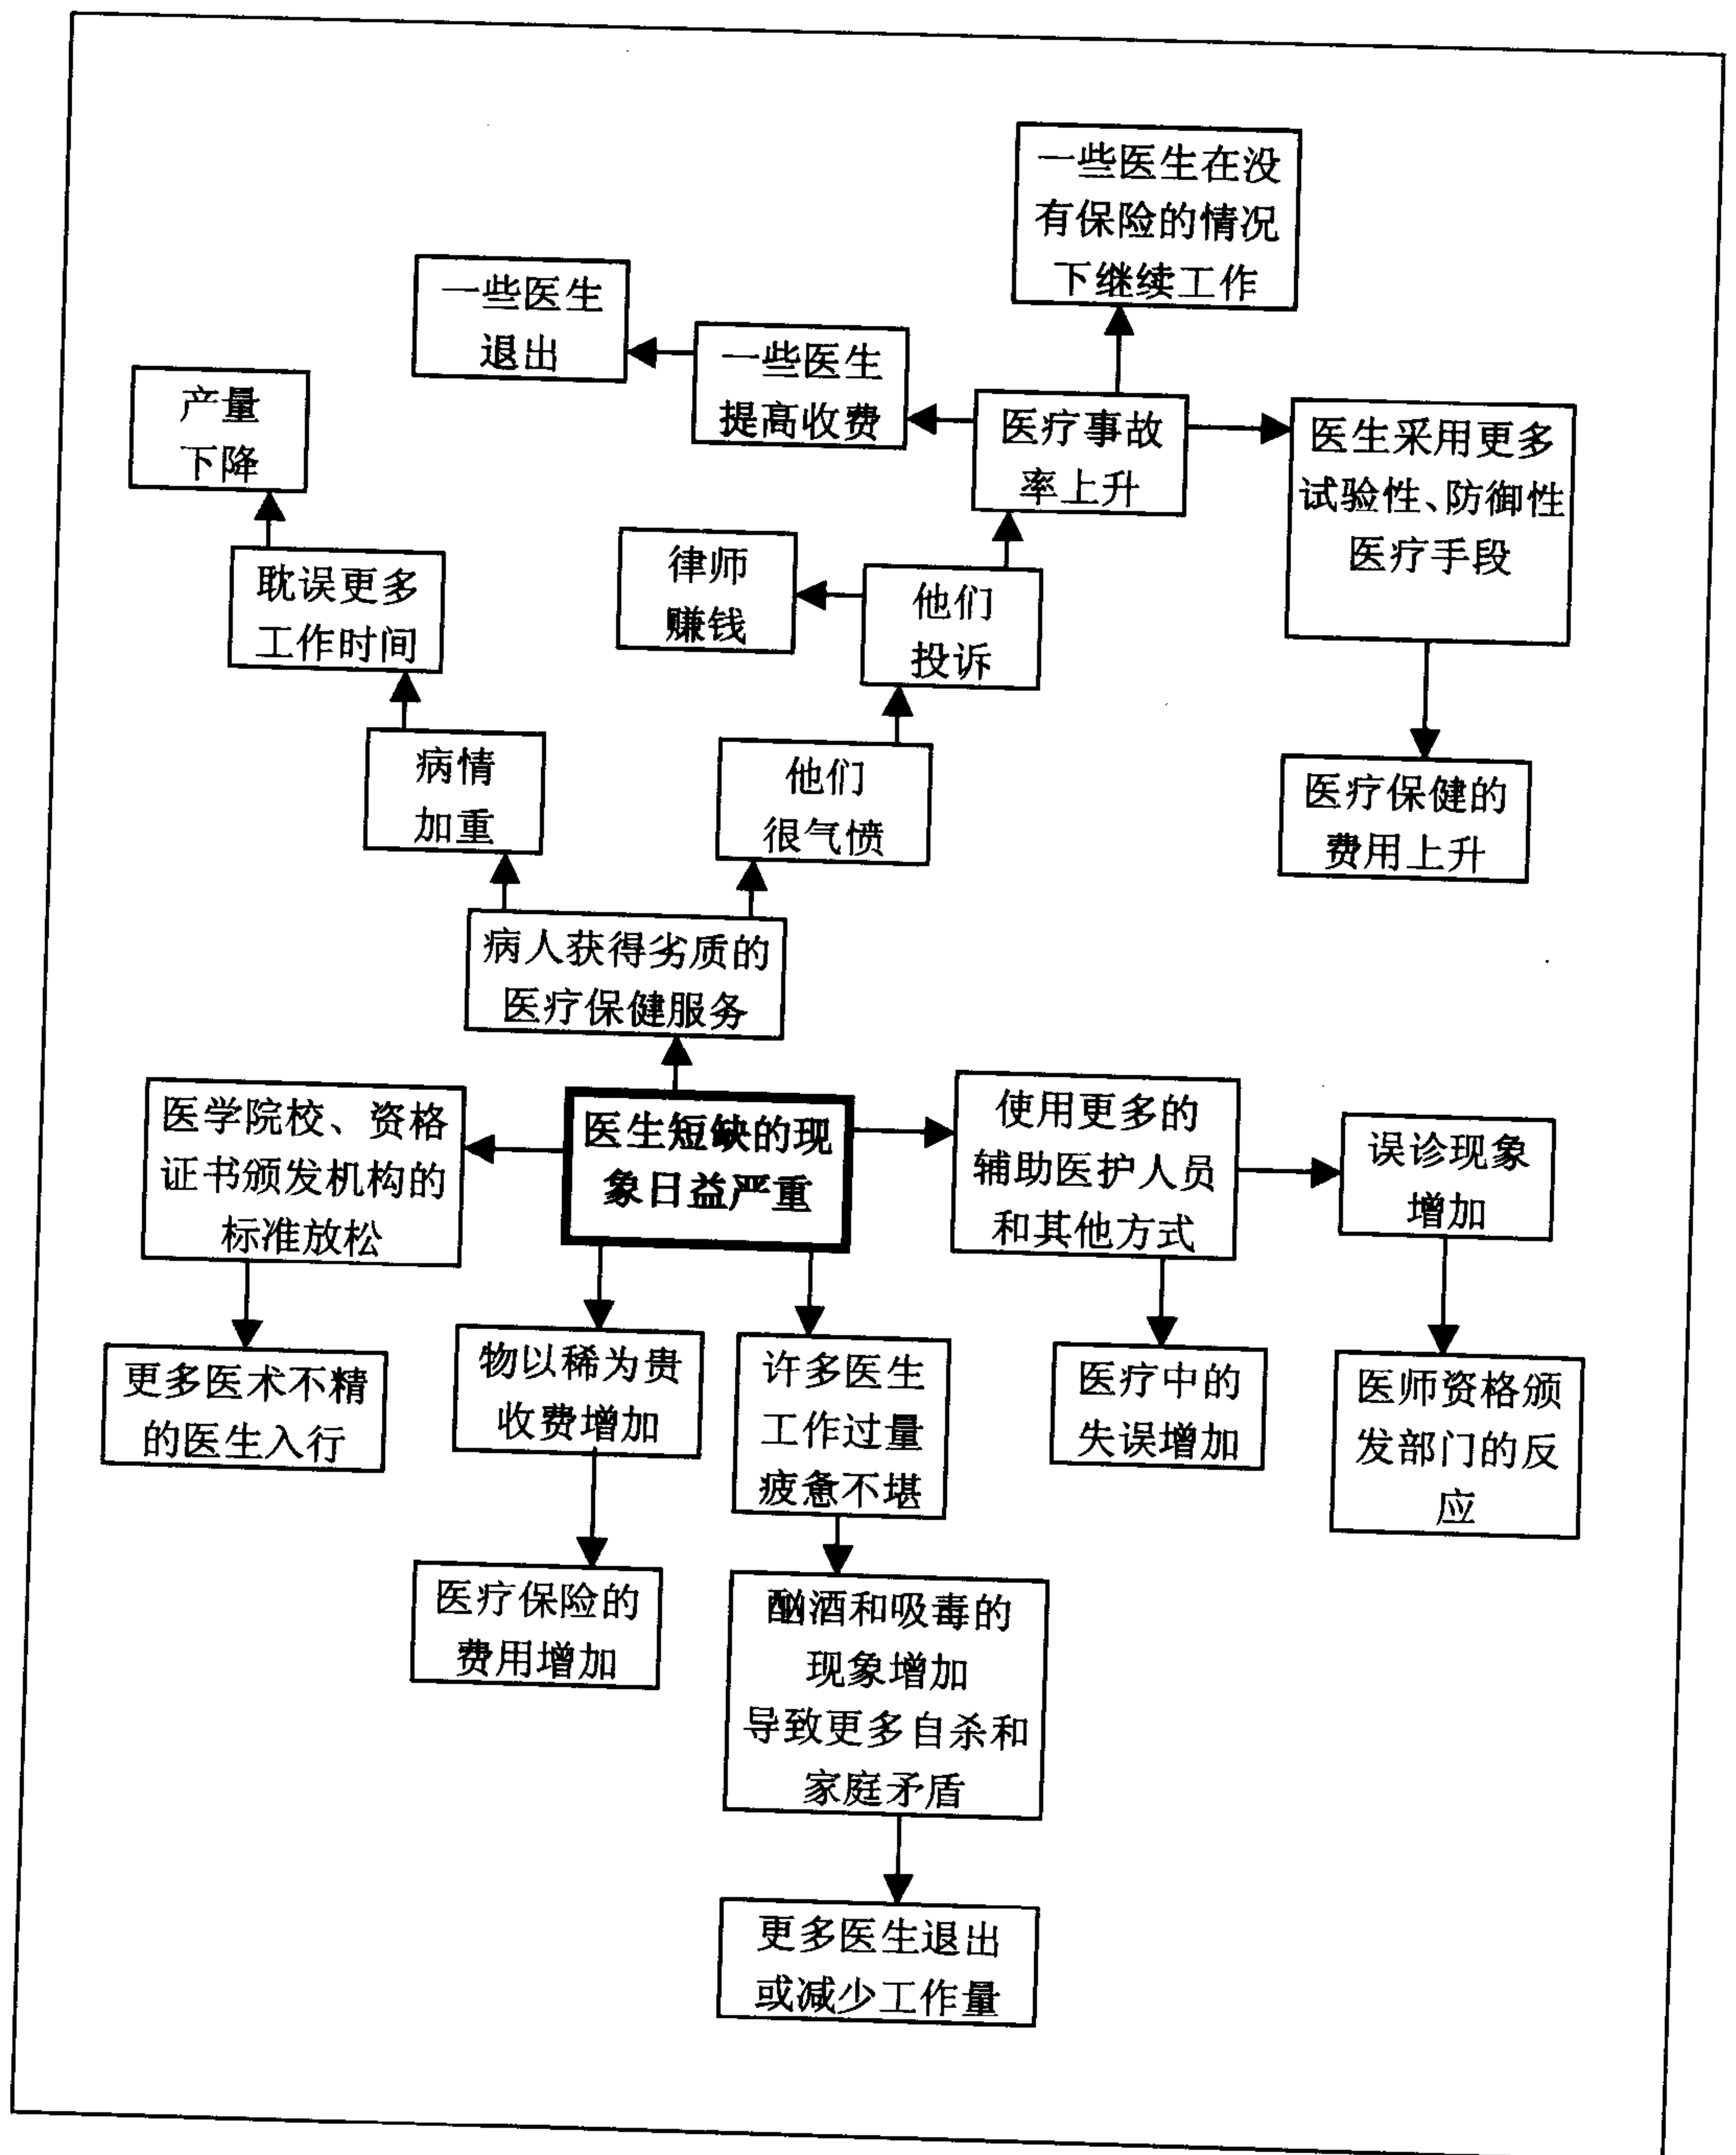 一些医生在没
有保险的情况
下继续工作
一些医生
退出
一些医生
提高收费
医疗事故
率上升
医生采用更多
试验性、防御性
医疗手段
产量
下降
耽误更多
工作时间
律师
赚钱
他们
投诉
病情
加重
他们
很气愤
医疗保健的
费用上升
病人获得劣质的
医疗保健服务
医学院校、资格
证书颁发机构的
标准放松
医生短缺的现
象日益严重
使用更多的
辅助医护人员
和其他方式
误诊现象
增加
更多医术不精
的医生入行
物以稀为贵
收费增加
许多医生
工作过量
疲惫不堪
医疗中的
失误增加
医师资格颁
发部门的反
应
医疗保险的
费用增加
酗酒和吸毒的
现象增加
导致更多自杀和
家庭矛盾
更多医生退出
或减少工作量